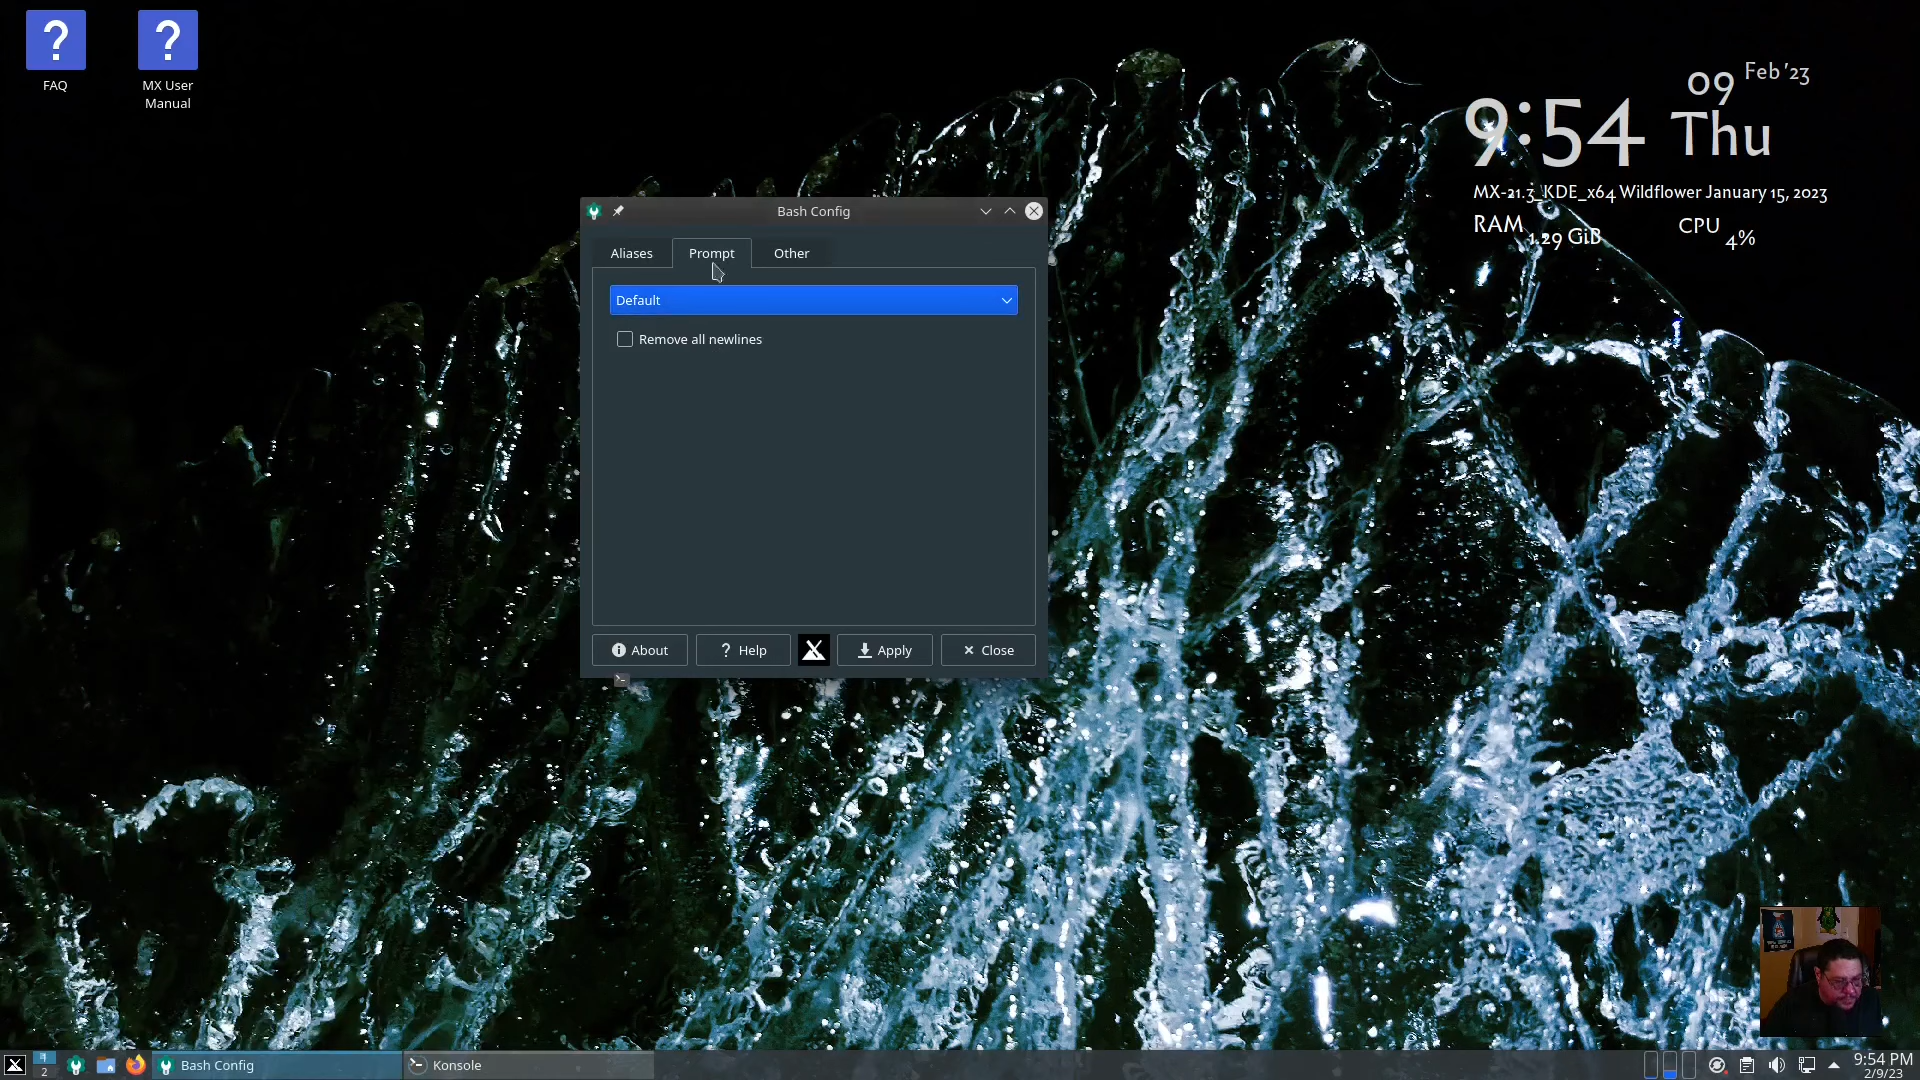 FAQ
MX User
Manual
09 Feb '23
9:54 Thu
MX-21.3_KDE_x64 Wildflower January 15, 2023
RAM 1.29 GiB CPU 4%
Bash Config
Aliases Prompt Other
Default
Remove all newlines
About ? Help Apply Close
2 Bash Config Konsole
9:54 PM
2/9/23